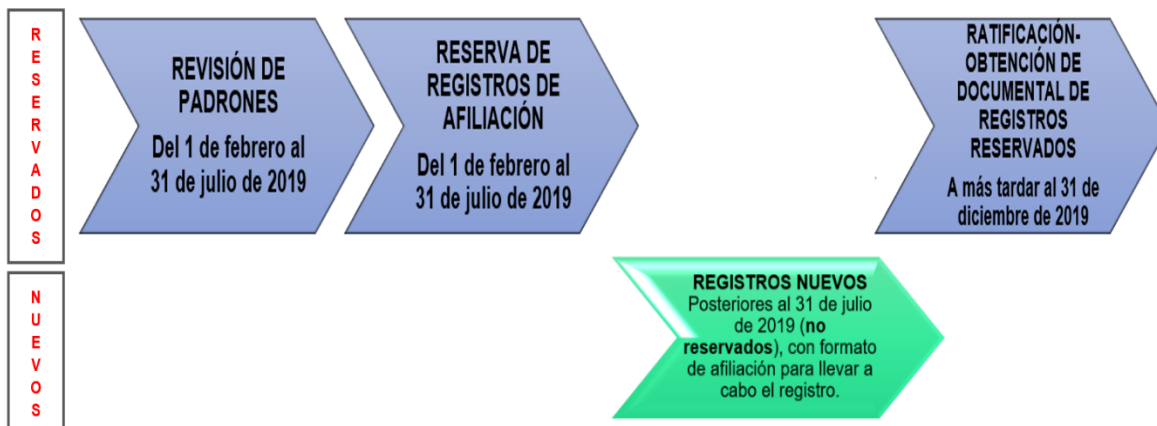 RESERVADOS
REVISIÓN DE
PADRONES
Del 1 de febrero al
31 de julio de 2019
RESERVA DE
REGISTROS DE
AFILIACIÓN
Del 1 de febrero al
31 de julio de 2019
RATIFICACIÓN-
OBTENCIÓN DE
DOCUMENTAL DE
REGISTROS
RESERVADOS
A más tardar al 31 de
diciembre de 2019
NUEVOS
REGISTROS NUEVOS
Posteriores al 31 de julio
de 2019 (no
reservados), con formato
de afiliación para llevar a
cabo el registro.